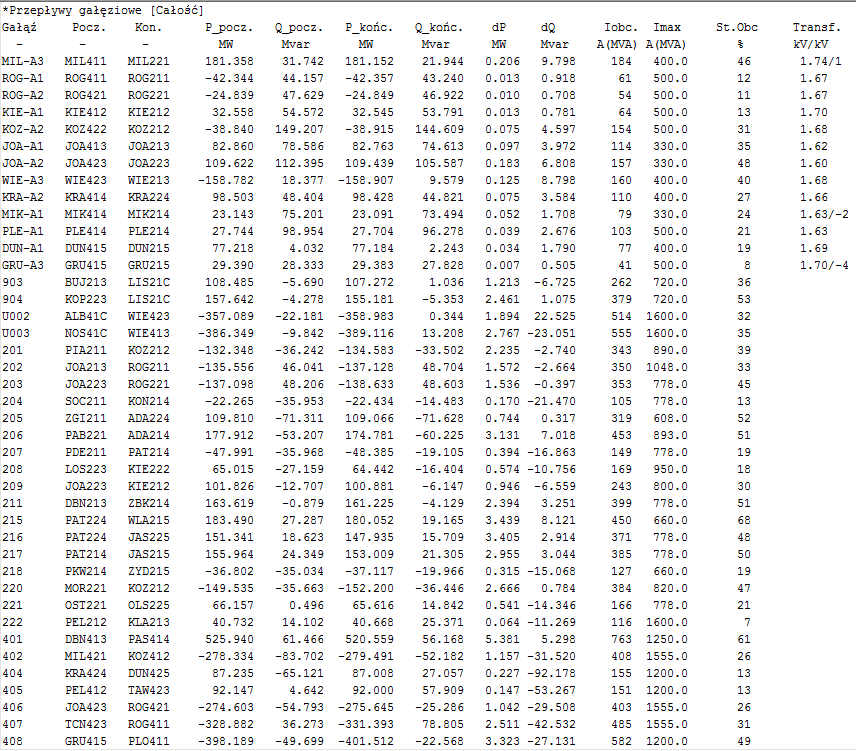 *Przepływy gałęziowe [Całość]
Gałąź Pocz. Kon. P_pocz. Q_pocz. P_końc. Q_końc. dP dQ Iobc. Imax St.Obc Transf.
- - - MW Mvar MW Mvar MW Mvar A(MVA) A(MVA) % kV/kV
MIL-A3 MIL411 MIL221 181.358 31.742 181.152 21.944 0.206 9.798 184 400.0 46 1.74/1
ROG-A1 ROG411 ROG211 -42.344 44.157 -42.357 43.240 0.013 0.918 61 500.0 12 1.67
ROG-A2 ROG421 ROG221 -24.839 47.629 -24.849 46.922 0.010 0.708 54 500.0 11 1.67
KIE-A1 KIE412 KIE212 32.558 54.572 32.545 53.791 0.013 0.781 64 500.0 13 1.70
KOZ-A2 KOZ422 KOZ212 -38.840 149.207 -38.915 144.609 0.075 4.597 154 500.0 31 1.68
JOA-A1 JOA413 JOA213 82.860 78.586 82.763 74.613 0.097 3.972 114 330.0 35 1.62
JOA-A2 JOA423 JOA223 109.622 112.395 109.439 105.587 0.183 6.808 157 330.0 48 1.60
WIE-A3 WIE423 WIE213 -158.782 18.377 -158.907 9.579 0.125 8.798 160 400.0 40 1.68
KRA-A2 KRA414 KRA224 98.503 48.404 98.428 44.821 0.075 3.584 110 400.0 27 1.66
MIK-A1 MIK414 MIK214 23.143 75.201 23.091 73.494 0.052 1.708 79 330.0 24 1.63/-2
PLE-A1 PLE414 PLE214 27.744 98.954 27.704 96.278 0.039 2.676 103 500.0 21 1.63
DUN-A1 DUN415 DUN215 77.218 4.032 77.184 2.243 0.034 1.790 77 400.0 19 1.69
GRU-A3 GRU415 GRU215 29.390 28.333 29.383 27.828 0.007 0.505 41 500.0 8 1.70/-4
903 BUJ213 LIS21C 108.485 -5.690 107.272 1.036 1.213 -6.725 262 720.0 36
904 KOP223 LIS21C 157.642 -4.278 155.181 -5.353 2.461 1.075 379 720.0 53
U002 ALB41C WIE423 -357.089 -22.181 -358.983 0.344 1.894 22.525 514 1600.0 32
U003 NOS41C WIE413 -386.349 -9.842 -389.116 13.208 2.767 -23.051 555 1600.0 35
201 PIA211 KOZ212 -132.348 -36.242 -134.583 -33.502 2.235 -2.740 343 890.0 39
202 JOA213 ROG211 -135.556 46.041 -137.128 48.704 1.572 -2.664 350 1048.0 33
203 JOA223 ROG221 -137.098 48.206 -138.633 48.603 1.536 -0.397 353 778.0 45
204 SOC211 KON214 -22.265 -35.953 -22.434 -14.483 0.170 -21.470 105 778.0 13
205 ZGI211 ADA224 109.810 -71.311 109.066 -71.628 0.744 0.317 319 608.0 52
206 PAB221 ADA214 177.912 -53.207 174.781 -60.225 3.131 7.018 453 893.0 51
207 PDE211 PAT214 -47.991 -35.968 -48.385 -19.105 0.394 -16.863 149 778.0 19
208 LOS223 KIE222 65.015 -27.159 64.442 -16.404 0.574 -10.756 169 950.0 18
209 JOA223 KIE212 101.826 -12.707 100.881 -6.147 0.946 -6.559 243 800.0 30
211 DBN213 ZBK214 163.619 -0.879 161.225 -4.129 2.394 3.251 399 778.0 51
215 PAT224 WLA215 183.490 27.287 180.052 19.165 3.439 8.121 450 660.0 68
216 PAT224 JAS225 151.341 18.623 147.935 15.709 3.405 2.914 371 778.0 48
217 PAT214 JAS215 155.964 24.349 153.009 21.305 2.955 3.044 385 778.0 50
218 PKW214 ZYD215 -36.802 -35.034 -37.117 -19.966 0.315 -15.068 127 660.0 19
220 MOR221 KOZ212 -149.535 -35.663 -152.200 -36.446 2.666 0.784 384 820.0 47
221 OST221 OLS225 66.157 0.496 65.616 14.842 0.541 -14.346 166 778.0 21
222 PEL212 KLA213 40.732 14.102 40.668 25.371 0.064 -11.269 116 1600.0 7
401 DBN413 PAS414 525.940 61.466 520.559 56.168 5.381 5.298 763 1250.0 61
402 MIL421 KOZ412 -278.334 -83.702 -279.491 -52.182 1.157 -31.520 408 1555.0 26
404 KRA424 DUN425 87.235 -65.121 87.008 27.057 0.227 -92.178 155 1200.0 13
405 PEL412 TAW423 92.147 4.642 92.000 57.909 0.147 -53.267 151 1200.0 13
406 JOA423 ROG421 -274.603 -54.793 -275.645 -25.286 1.042 -29.508 403 1555.0 26
407 TCN423 ROG411 -328.882 36.273 -331.393 78.805 2.511 -42.532 485 1555.0 31
408 GRU415 PLO411 -398.189 -49.699 -401.512 -22.568 3.323 -27.131 582 1200.0 49